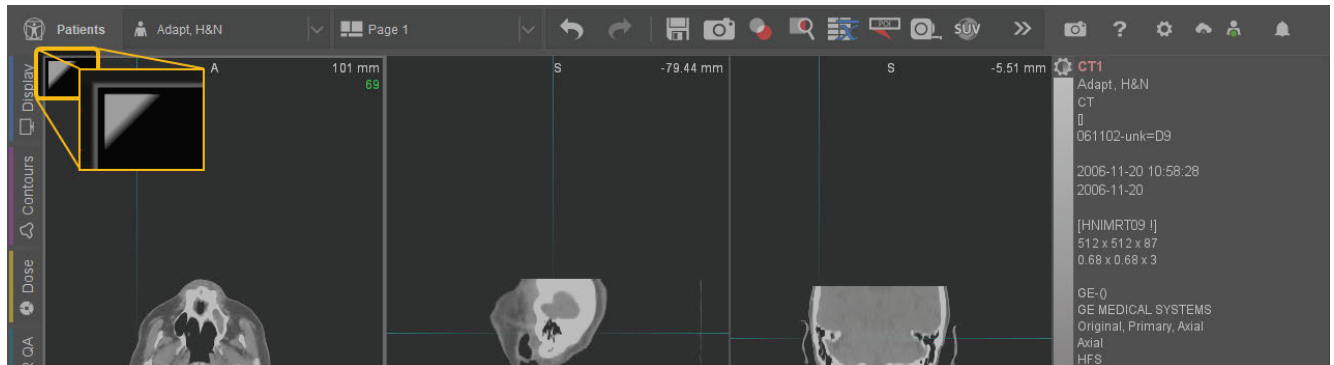 Patients
Adapt, H&N
Page 1
POI
SUV
?
Display
Contours
Dose
QA
A
101 mm
69
S
-79.44 mm
S
-5.51 mm
CT1
Adapt, H&N
CT
[]
061102-unk=D9
2006-11-20 10:58:28
2006-11-20
[HNIMRT09 !]
512 x 512 x 87
0.68 x 0.68 x 3
GE-()
GE MEDICAL SYSTEMS
Original, Primary, Axial
Axial
HFS